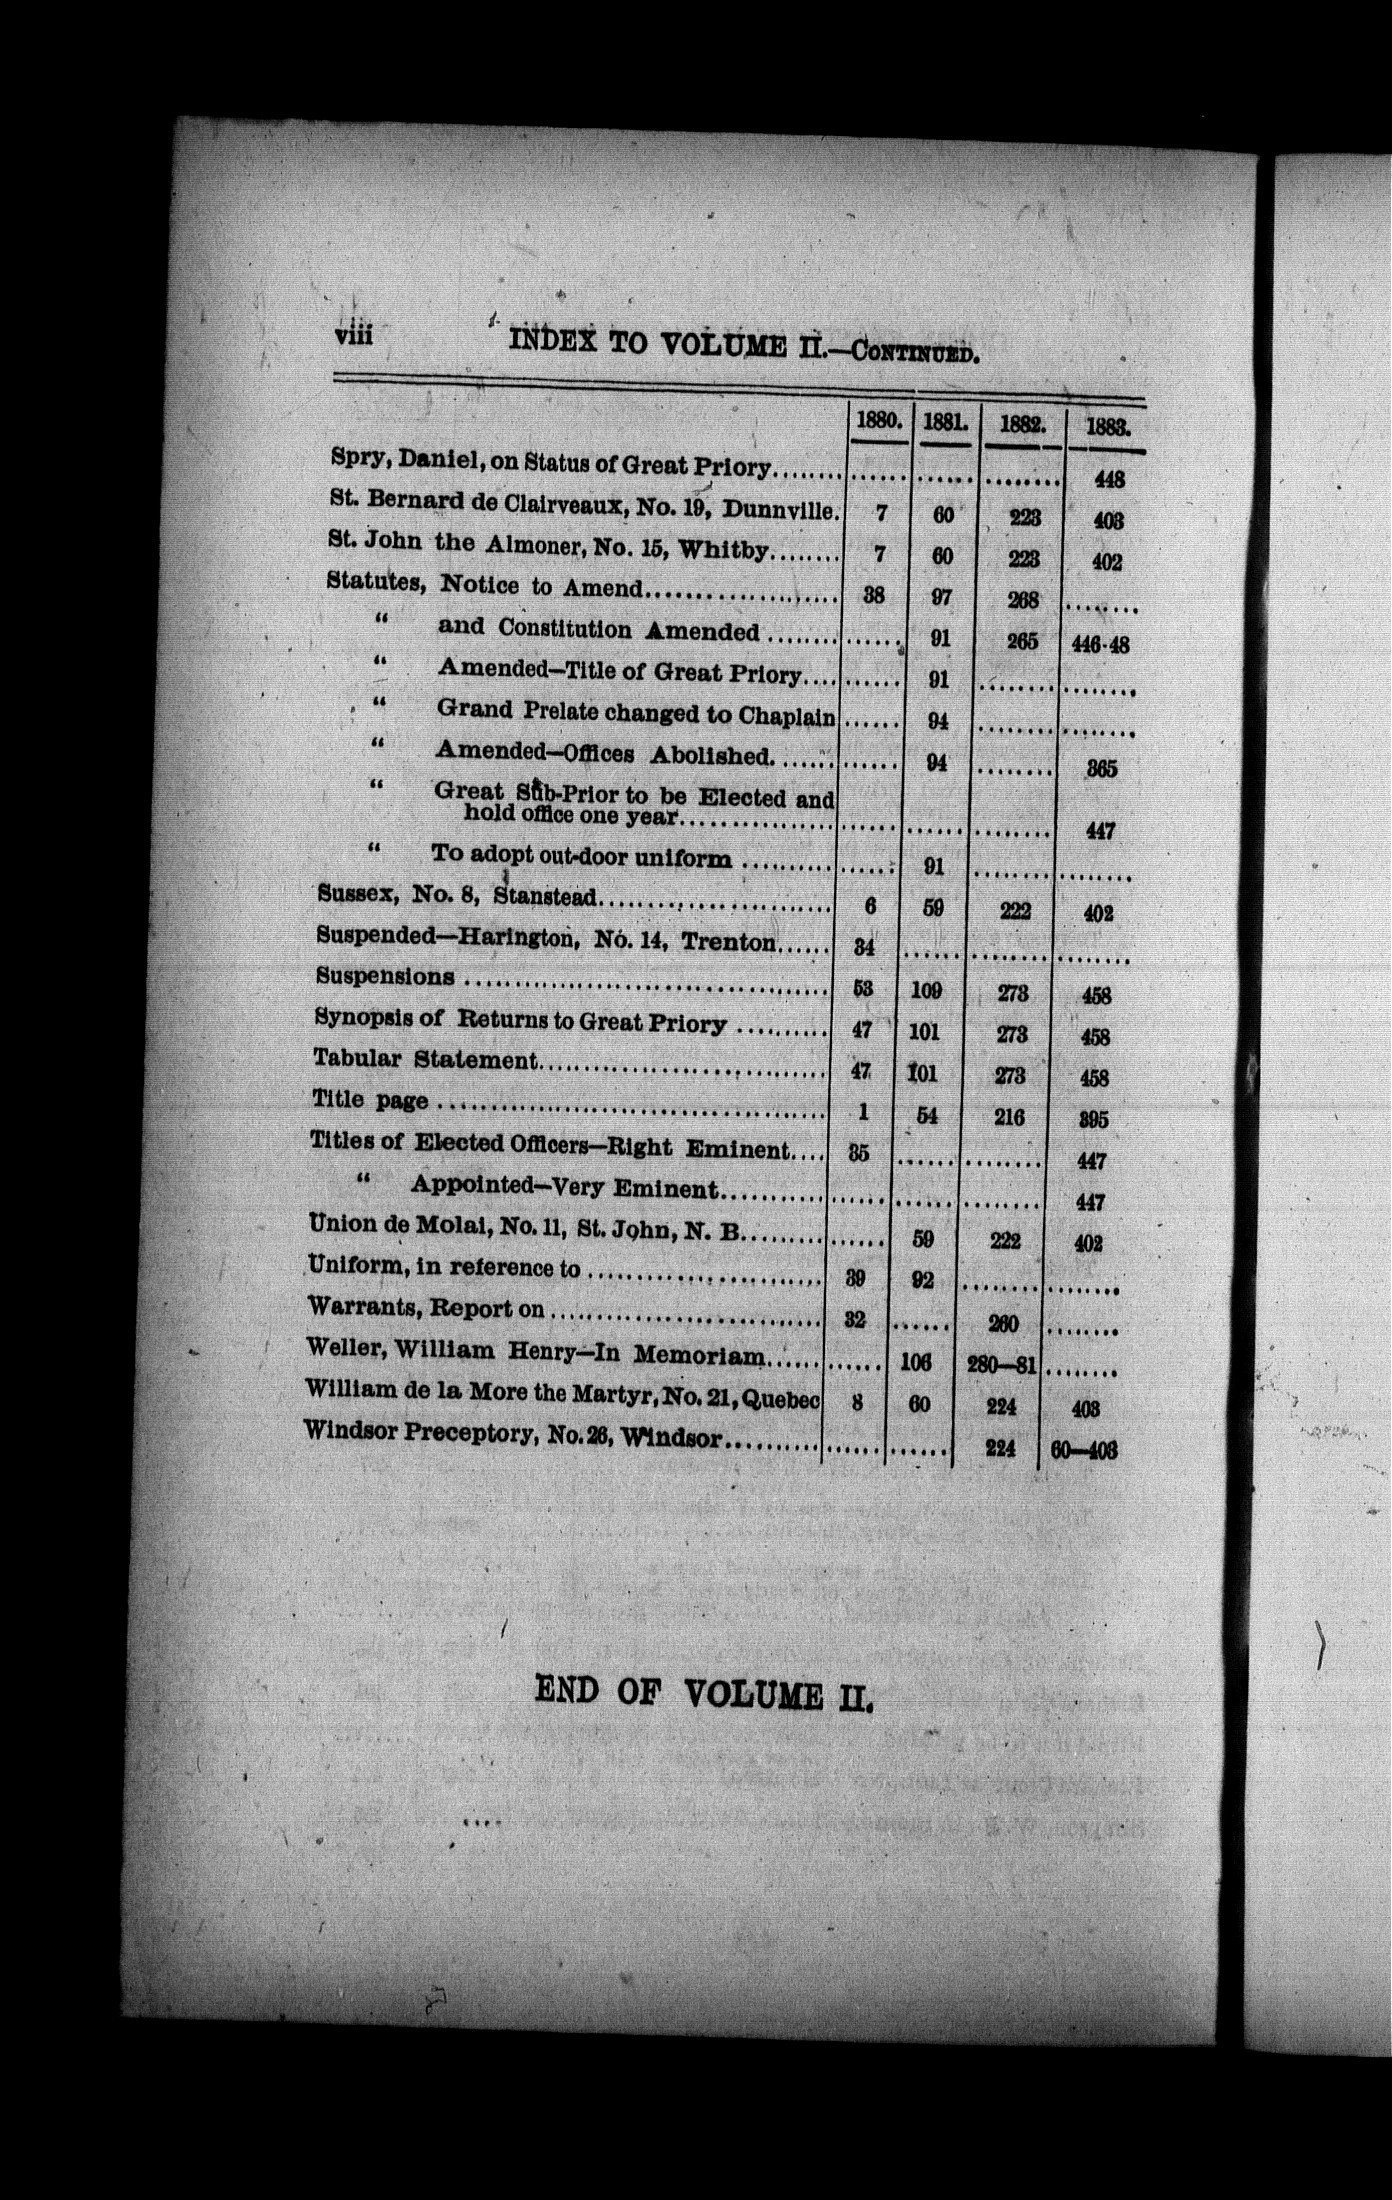 viii INDEX TO VOLUME II.—CONTINUED.
1880. 1881. 1882. 1883.
Spry, Daniel, on Status of Great Priory........ ...... ...... ........ 448
St. Bernard de Clairveaux, No. 19, Dunnville. 7 60 223 403
St. John the Almoner, No. 15, Whitby........ 7 60 223 402
Statutes, Notice to Amend.................... 38 97 268 ........
“ and Constitution Amended ........ ...... 91 265 446-48
“ Amended—Title of Great Priory.... ...... 91 ........ ........
“ Grand Prelate changed to Chaplain ...... 94 ........ ........
“ Amended—Offices Abolished. ...... ...... 94 ........ 365
“ Great Sub-Prior to be Elected and
hold office one year................ ...... ...... ........ 447
“ To adopt out-door uniform .......... ...... 91 ........ ........
Sussex, No. 8, Stanstead........................ 6 59 222 402
Suspended—Harington, No. 14, Trenton...... 34 ...... ........ ........
Suspensions ...................................... 53 109 273 458
Synopsis of Returns to Great Priory .......... 47 101 273 458
Tabular Statement.............................. 47 101 273 458
Title page ........................................ 1 54 216 395
Titles of Elected Officers—Right Eminent.... 35 ...... ........ 447
“ Appointed—Very Eminent........... ...... ...... ........ 447
Union de Molai, No. 11, St. John, N. B......... ...... 59 222 402
Uniform, in reference to ........................ 39 92 ........ ........
Warrants, Report on ............................ 32 ...... 260 ........
Weller, William Henry—In Memoriam...... ...... 106 280—81 ........
William de la More the Martyr, No. 21, Quebec 8 60 224 403
Windsor Preceptory, No. 26, Windsor.......... ...... ...... 224 60—403
END OF VOLUME II.